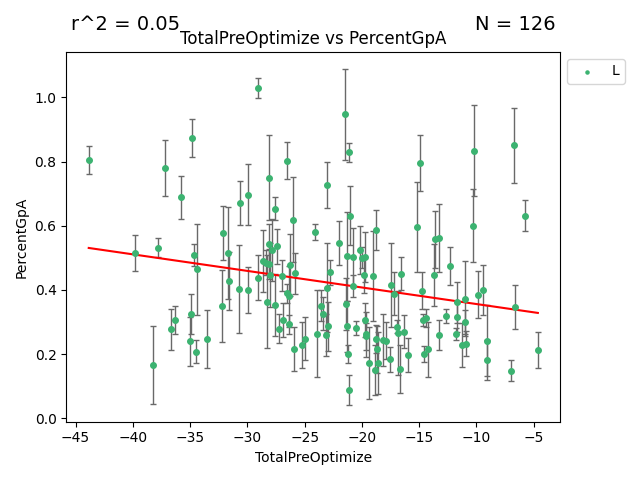 r^2 = 0.05 N = 126
TotalPreOptimize vs PercentGpA
L
1.0
0.8
0.6
0.4
0.2
0.0
PercentGpA
−45 −40 −35 −30 −25 −20 −15 −10 −5
TotalPreOptimize